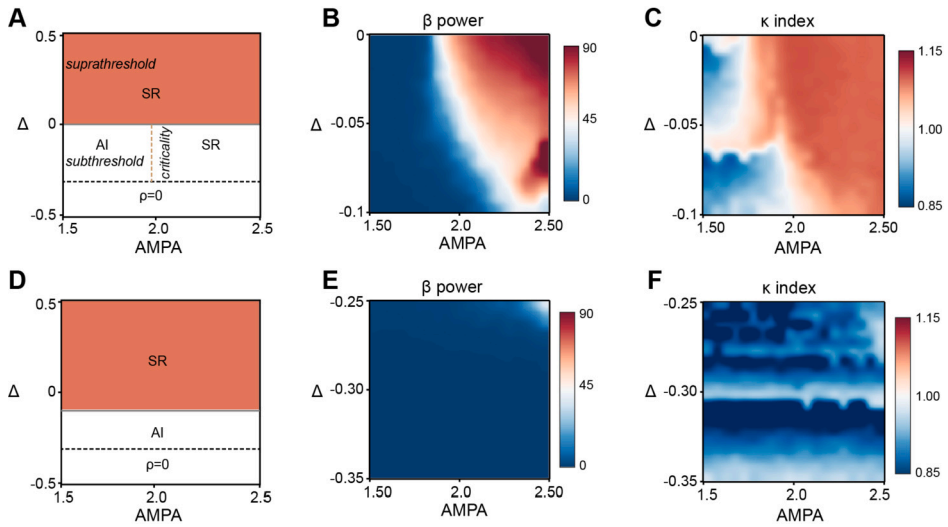 A
0.5
suprathreshold
SR
Δ
0
AI
subthreshold
criticality
SR
ρ=0
-0.5
1.5
2.0
2.5
AMPA
B
β power
0
Δ
-0.05
-0.1
1.50
2.0
2.50
AMPA
90
45
0
C
κ index
0
Δ
-0.05
-0.1
1.50
2.0
2.50
AMPA
1.15
1.00
0.85
D
0.5
SR
Δ
0
AI
ρ=0
-0.5
1.5
2.0
2.5
AMPA
E
β power
-0.25
Δ
-0.30
-0.35
1.50
2.0
2.50
AMPA
90
45
0
F
κ index
-0.25
Δ
-0.30
-0.35
1.50
2.0
2.50
AMPA
1.15
1.00
0.85